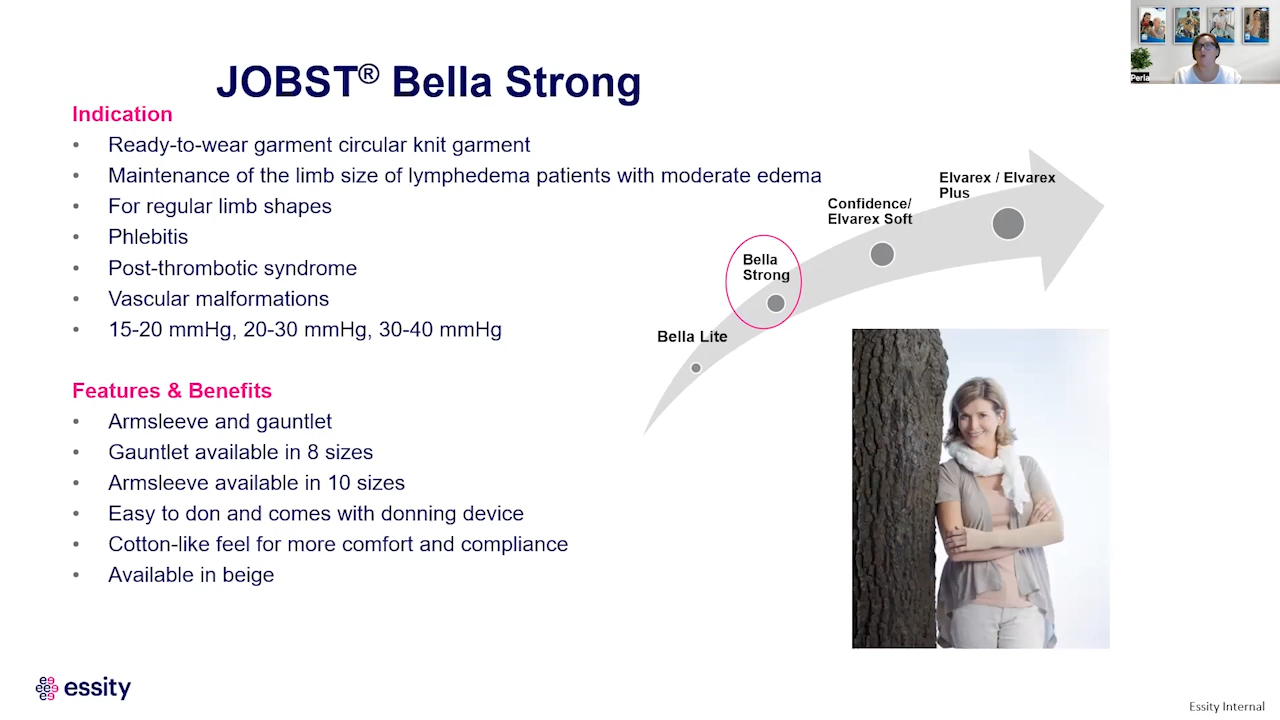 JOBST® Bella Strong
Indication
• Ready-to-wear garment circular knit garment
• Maintenance of the limb size of lymphedema patients with moderate edema
• For regular limb shapes
• Phlebitis
• Post-thrombotic syndrome
• Vascular malformations
• 15-20 mmHg, 20-30 mmHg, 30-40 mmHg
Features & Benefits
• Armsleeve and gauntlet
• Gauntlet available in 8 sizes
• Armsleeve available in 10 sizes
• Easy to don and comes with donning device
• Cotton-like feel for more comfort and compliance
• Available in beige
Bella Lite
Bella
Strong
Confidence/
Elvarex Soft
Elvarex / Elvarex
Plus
Perla
essity
Essity Internal